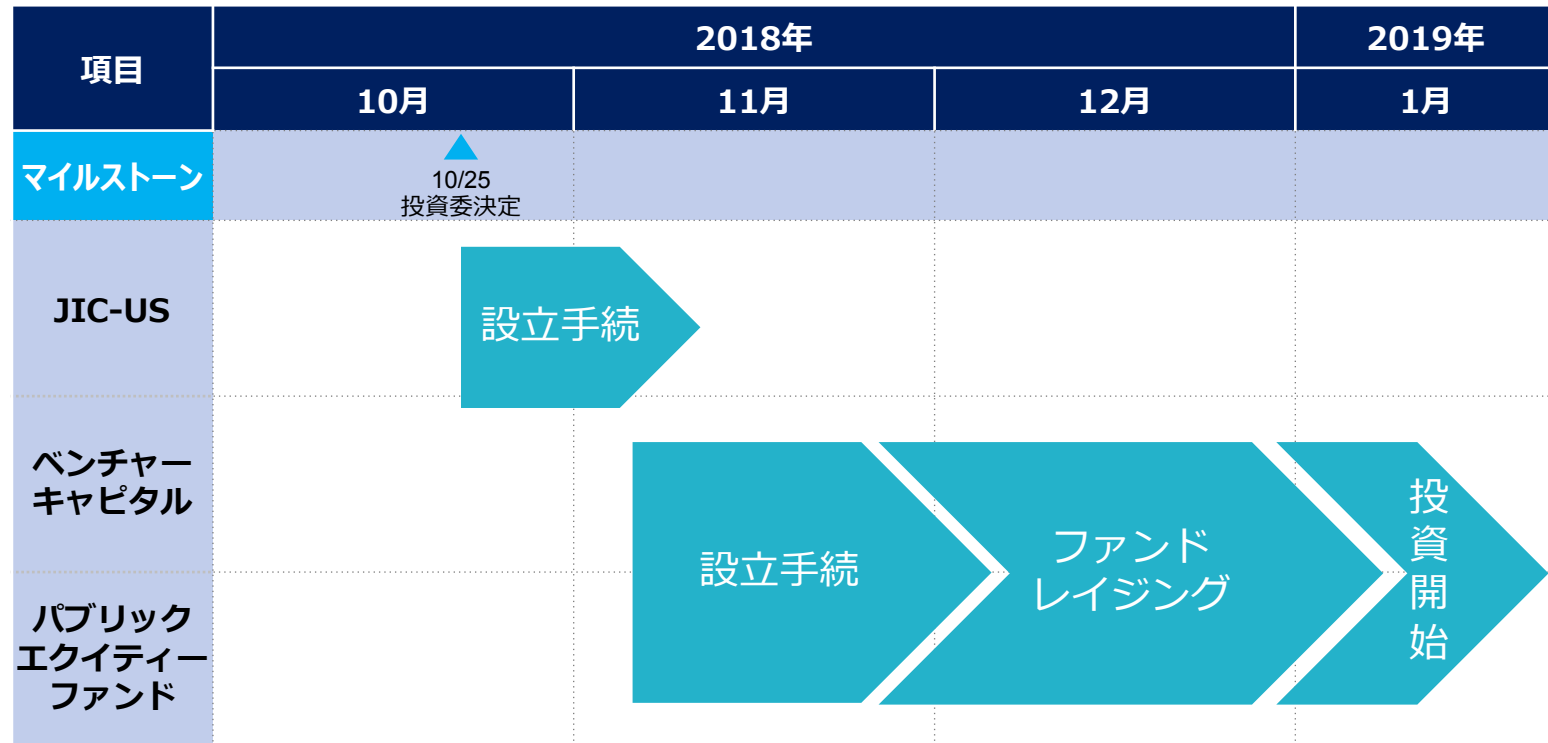 項目
2018年
2019年
10月
11月
12月
1月
マイルストーン
10/25
投資委決定
JIC-US
設立手続
ベンチャー
キャピタル
パブリック
エクイティー
ファンド
設立手続
ファンド
レイジング
投資開始